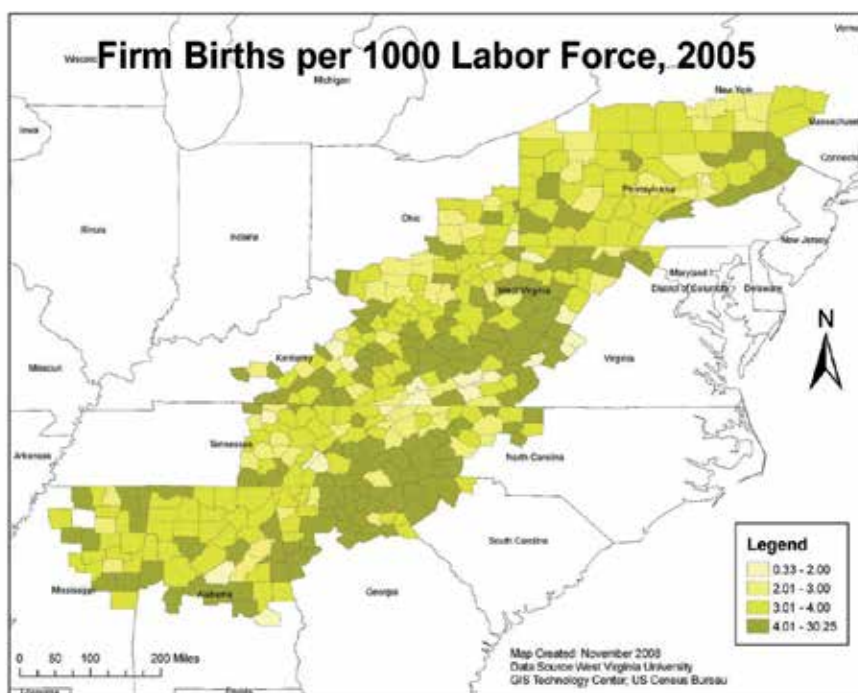 Firm Births per 1000 Labor Force, 2005
Michigan
New York
Iowa
Massachusett
Connect
Pennsylvania
Ohio
Illinois
Indiana
New Jersey
Maryland
West Virginia
District of Columbia
Delaware
N
Kentucky
Virginia
Missouri
Tennessee
Arkansas
North Carolina
South Carolina
Mississippi
Alabama
Georgia
Legend
0.33 - 2.00
2.01 - 3.00
3.01 - 4.00
4.01 - 30.25
0 50 100 200 Miles
Map Created: November 2008
Data Source West Virginia University
GIS Technology Center; US Census Bureau